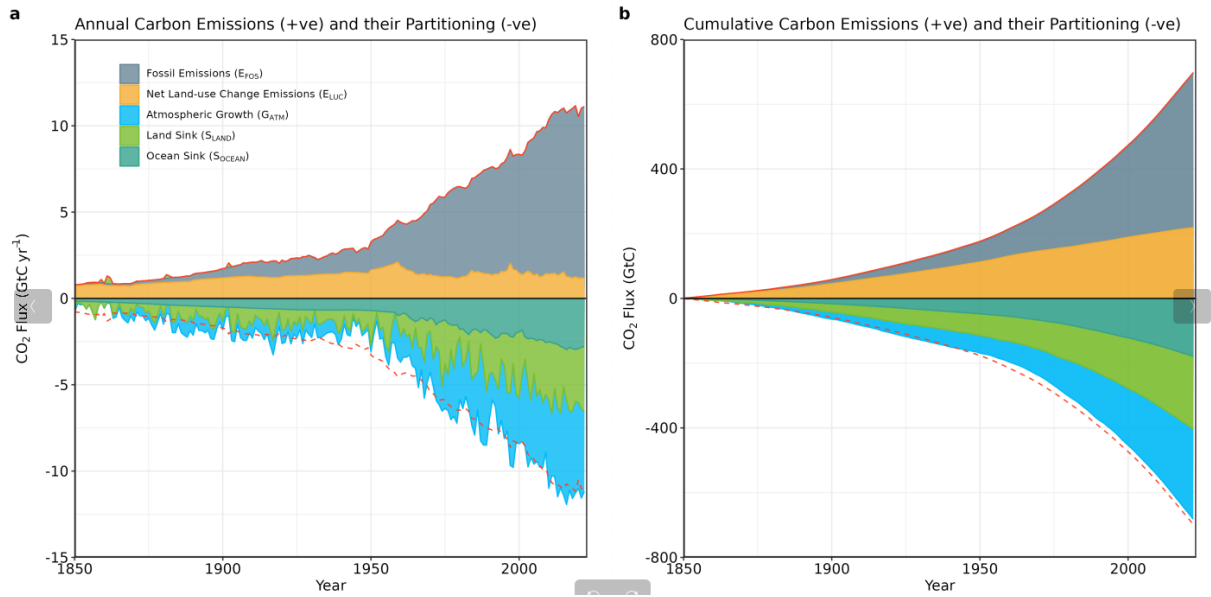 a
Annual Carbon Emissions (+ve) and their Partitioning (-ve)
15
10
5
0
-5
-10
-15
CO2 Flux (GtC yr-1)
Fossil Emissions (EFOS)
Net Land-use Change Emissions (ELUC)
Atmospheric Growth (GATM)
Land Sink (SLAND)
Ocean Sink (SOCEAN)
1850
1900
1950
2000
Year
b
Cumulative Carbon Emissions (+ve) and their Partitioning (-ve)
800
400
0
-400
-800
CO2 Flux (GtC)
1850
1900
1950
2000
Year